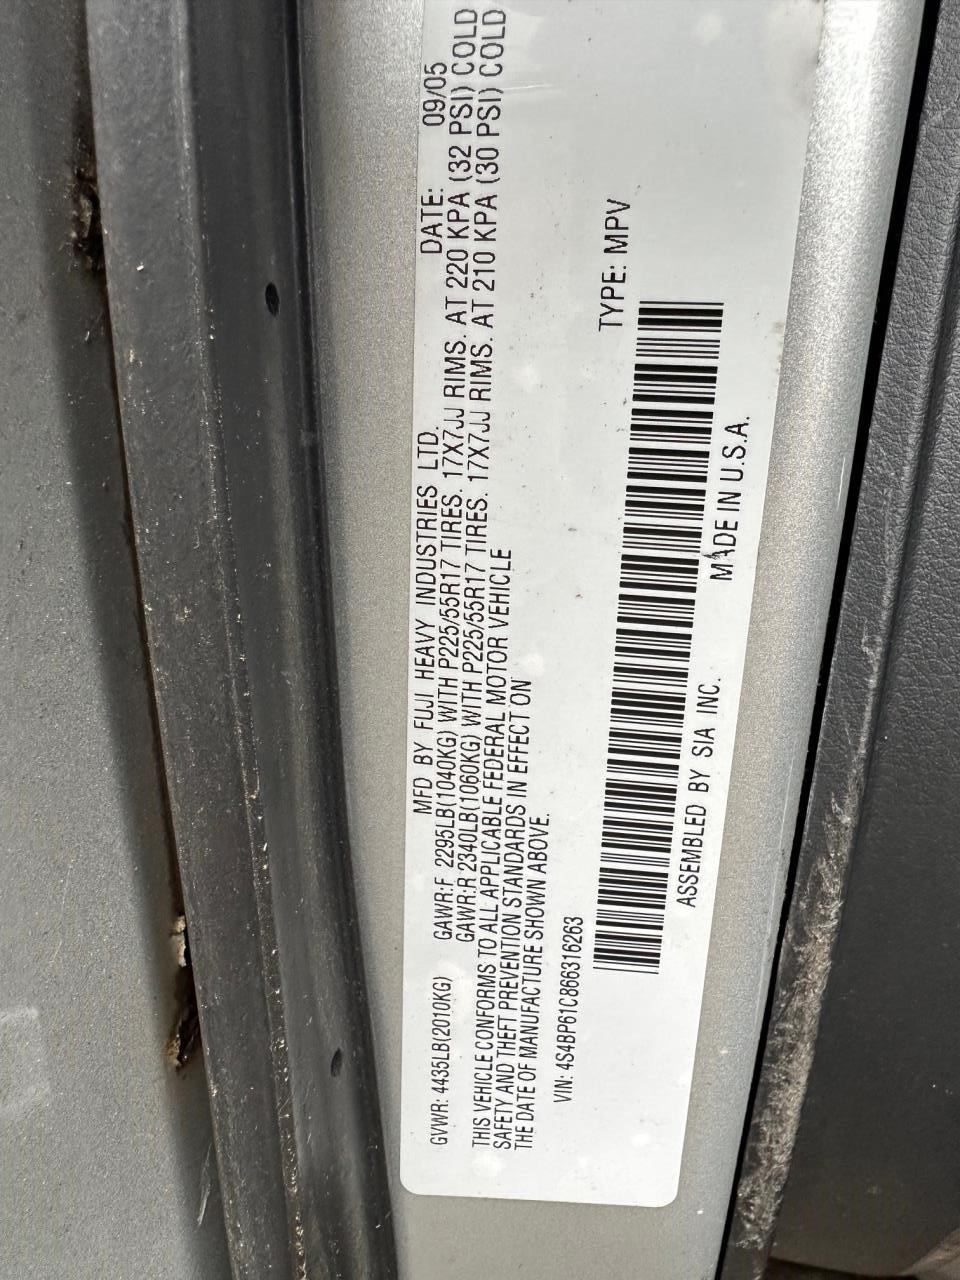 MFD BY FUJI HEAVY INDUSTRIES LTD. DATE: 09/05
GVWR: 4435LB(2010KG) GAWR:F 2295LB(1040KG) WITH P225/55R17 TIRES. 17X7JJ RIMS. AT 220 KPA (32 PSI) COLD
GAWR:R 2340LB(1060KG) WITH P225/55R17 TIRES. 17X7JJ RIMS. AT 210 KPA (30 PSI) COLD
THIS VEHICLE CONFORMS TO ALL APPLICABLE FEDERAL MOTOR VEHICLE
SAFETY AND THEFT PREVENTION STANDARDS IN EFFECT ON
THE DATE OF MANUFACTURE SHOWN ABOVE.
VIN: 4S4BP61C866316263 TYPE: MPV
ASSEMBLED BY SIA INC. MADE IN U.S.A.